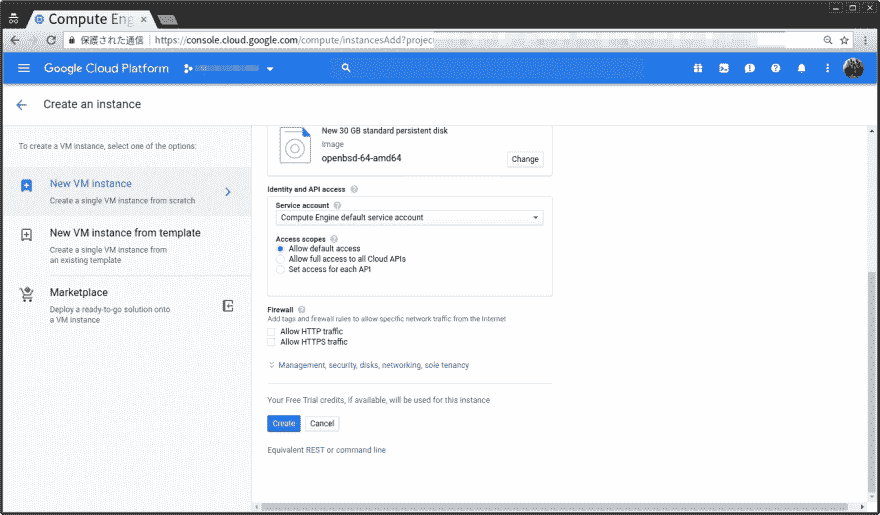 Compute Eng
保護された通信
https://console.cloud.google.com/compute/instancesAdd?project
Google Cloud Platform
Create an instance
To create a VM instance, select one of the options:
New VM instance
Create a single VM instance from scratch
New VM instance from template
Create a single VM instance from
an existing template
Marketplace
Deploy a ready-to-go solution onto
a VM instance
New 30 GB standard persistent disk
Image
openbsd-64-amd64
Change
Identity and API access
Service account
Compute Engine default service account
Access scopes
Allow default access
Allow full access to all Cloud APIs
Set access for each API
Firewall
Add tags and firewall rules to allow specific network traffic from the Internet
Allow HTTP traffic
Allow HTTPS traffic
Management, security, disks, networking, sole tenancy
Your Free Trial credits, if available, will be used for this instance
Create
Cancel
Equivalent REST or command line